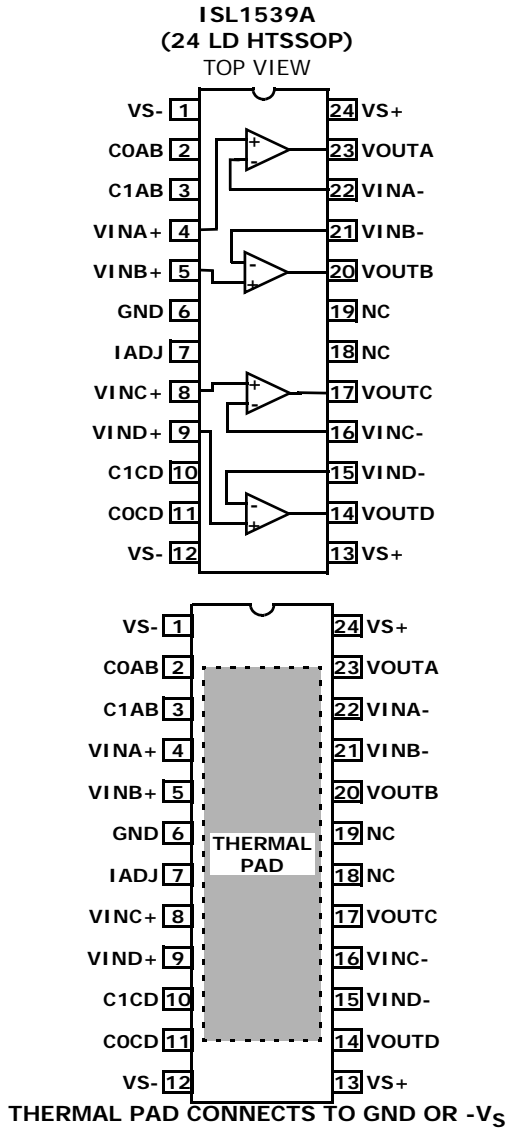 ISL1539A
(24 LD HTSSOP)
TOP VIEW
VS- 1 24 VS+
C0AB 2 + 23 VOUTA
C1AB 3 - 22 VINA-
VINA+ 4 21 VINB-
VINB+ 5 - + 20 VOUTB
GND 6 19 NC
IADJ 7 18 NC
VINC+ 8 + 17 VOUTC
VIND+ 9 - 16 VINC-
C1CD 10 15 VIND-
C0CD 11 - + 14 VOUTD
VS- 12 13 VS+
VS- 1 24 VS+
C0AB 2 23 VOUTA
C1AB 3 22 VINA-
VINA+ 4 21 VINB-
VINB+ 5 20 VOUTB
GND 6 19 NC
THERMAL
PAD
IADJ 7 18 NC
VINC+ 8 17 VOUTC
VIND+ 9 16 VINC-
C1CD 10 15 VIND-
C0CD 11 14 VOUTD
VS- 12 13 VS+
THERMAL PAD CONNECTS TO GND OR -VS